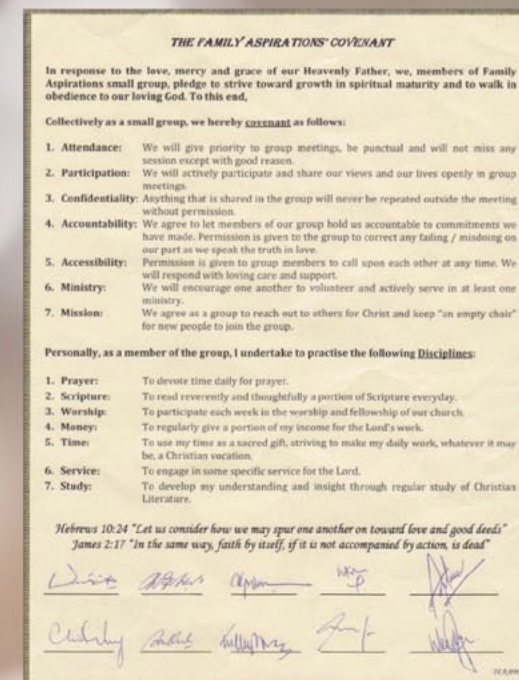 THE FAMILY ASPIRATIONS' COVENANT
In response to the love, mercy and grace of our Heavenly Father, we, members of Family
Aspirations small group, pledge to strive toward growth in spiritual maturity and to walk in
obedience to our loving God. To this end,
Collectively as a small group, we hereby covenant as follows:
1. Attendance: We will give priority to group meetings, be punctual and will not miss any
session except with good reason.
2. Participation: We will actively participate and share our views and our lives openly in group
meetings.
3. Confidentiality: Anything that is shared in the group will never be repeated outside the meeting
without permission.
4. Accountability: We agree to let members of our group hold us accountable to commitments we
have made. Permission is given to the group to correct any failing / misdoing on
our part as we speak the truth in love.
5. Accessibility: Permission is given to group members to call upon each other at any time. We
will respond with loving care and support.
6. Ministry: We will encourage one another to volunteer and actively serve in at least one
ministry.
7. Mission: We agree as a group to reach out to others for Christ and keep "an empty chair"
for new people to join the group.
Personally, as a member of the group, I undertake to practise the following Disciplines:
1. Prayer: To devote time daily for prayer.
2. Scripture: To read reverently and thoughtfully a portion of Scripture everyday.
3. Worship: To participate each week in the worship and fellowship of our church.
4. Money: To regularly give a portion of my income for the Lord's work.
5. Time: To use my time as a sacred gift, striving to make my daily work, whatever it may
be, a Christian vocation.
6. Service: To engage in some specific service for the Lord.
7. Study: To develop my understanding and insight through regular study of Christian
Literature.
Hebrews 10:24 "Let us consider how we may spur one another on toward love and good deeds"
James 2:17 "In the same way, faith by itself, if it is not accompanied by action, is dead"